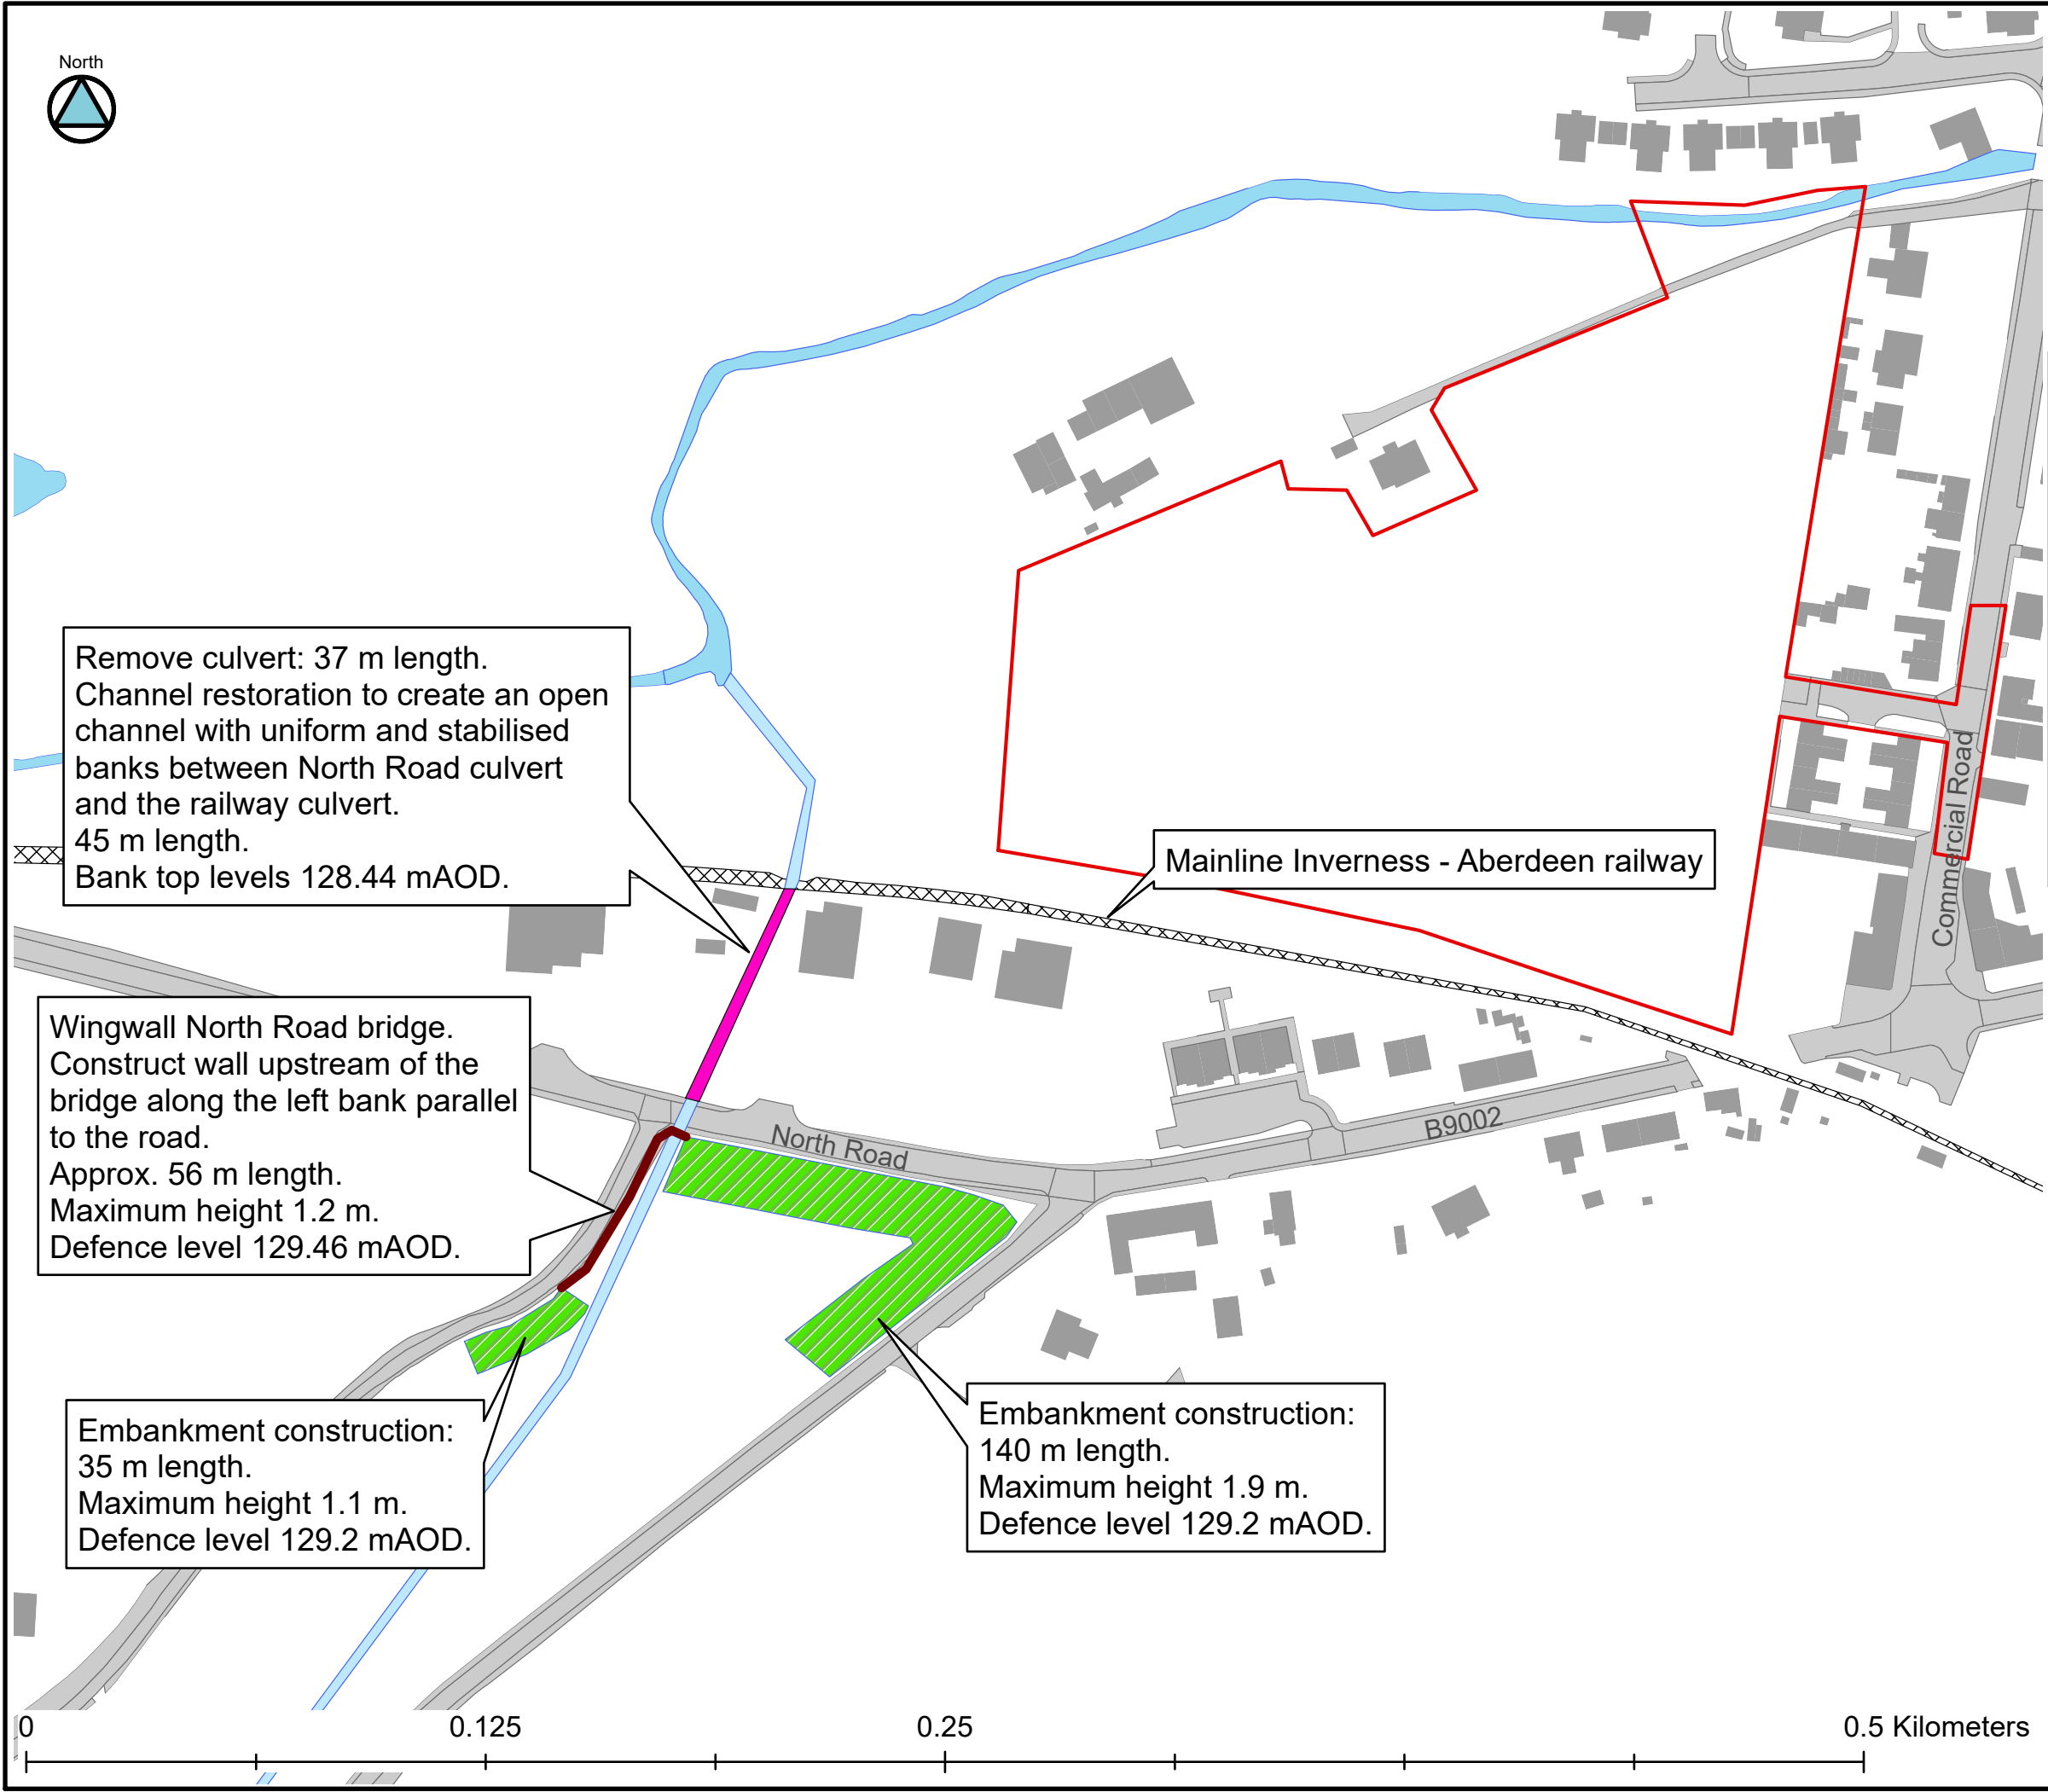 North
Remove culvert: 37 m length.
Channel restoration to create an open
channel with uniform and stabilised
banks between North Road culvert
and the railway culvert.
45 m length.
Bank top levels 128.44 mAOD.
Mainline Inverness - Aberdeen railway
Commercial Road
Wingwall North Road bridge.
Construct wall upstream of the
bridge along the left bank parallel
to the road.
Approx. 56 m length.
Maximum height 1.2 m.
Defence level 129.46 mAOD.
North Road
B9002
Embankment construction:
35 m length.
Maximum height 1.1 m.
Defence level 129.2 mAOD.
Embankment construction:
140 m length.
Maximum height 1.9 m.
Defence level 129.2 mAOD.
0 0.125 0.25 0.5 Kilometers